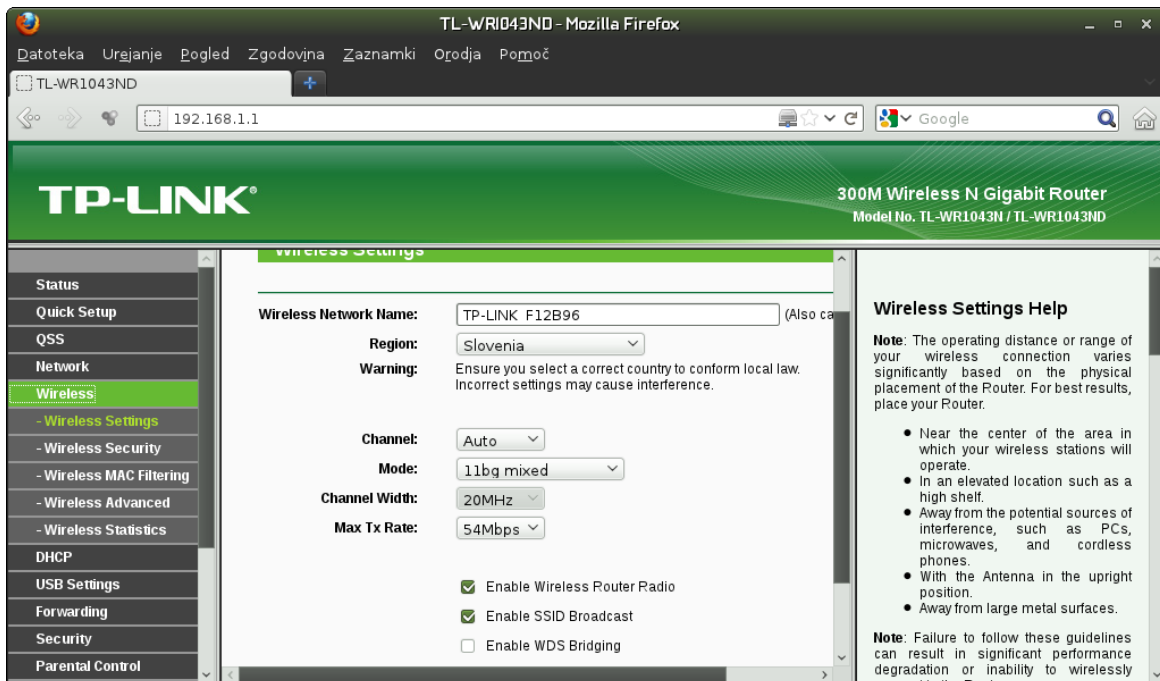 TL-WR1043ND - Mozilla Firefox
Datoteka Urejanje Pogled Zgodovina Zaznamki Orodja Pomoč
TL-WR1043ND
192.168.1.1
Google
TP-LINK®
300M Wireless N Gigabit Router
Model No. TL-WR1043N / TL-WR1043ND
Status
Quick Setup
QSS
Network
Wireless
- Wireless Settings
- Wireless Security
- Wireless MAC Filtering
- Wireless Advanced
- Wireless Statistics
DHCP
USB Settings
Forwarding
Security
Parental Control
Wireless Settings
Wireless Network Name: TP-LINK F12B96 (Also ca
Region: Slovenia
Warning: Ensure you select a correct country to conform local law.
Incorrect settings may cause interference.
Channel: Auto
Mode: 11bg mixed
Channel Width: 20MHz
Max Tx Rate: 54Mbps
Enable Wireless Router Radio
Enable SSID Broadcast
Enable WDS Bridging
Wireless Settings Help
Note: The operating distance or range of
your wireless connection varies
significantly based on the physical
placement of the Router. For best results,
place your Router.
● Near the center of the area in
which your wireless stations will
operate.
● In an elevated location such as a
high shelf.
● Away from the potential sources of
interference, such as PCs,
microwaves, and cordless
phones.
● With the Antenna in the upright
position.
● Away from large metal surfaces.
Note: Failure to follow these guidelines
can result in significant performance
degradation or inability to wirelessly